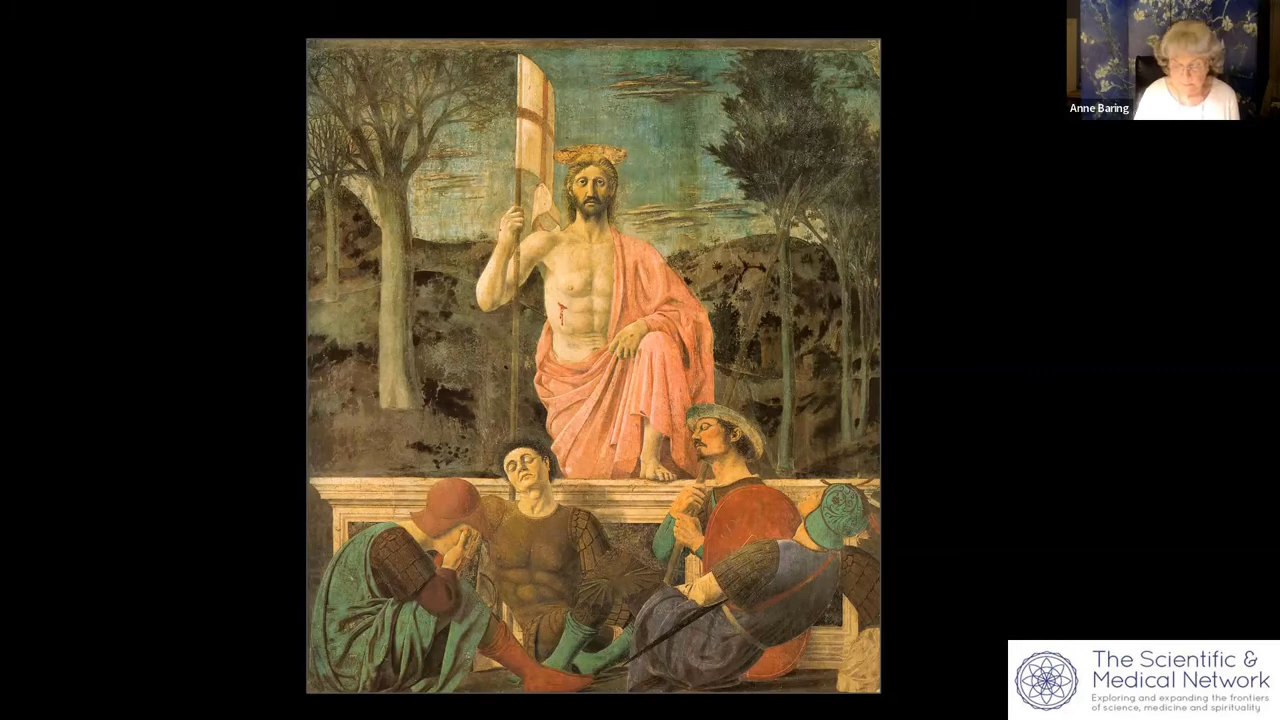 Anne Baring
The Scientific &
Medical Network
Exploring and expanding the frontiers
of science, medicine and spirituality